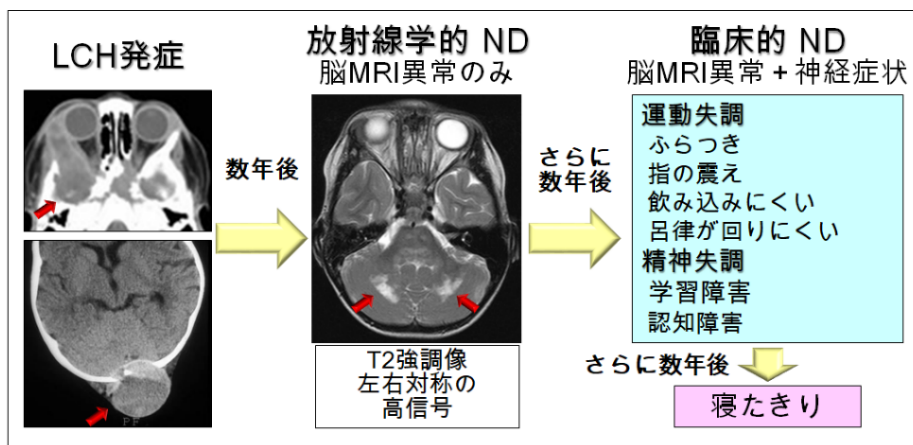 LCH発症
数年後
放射線学的 ND
脳MRI異常のみ
T2強調像
左右対称の
高信号
さらに
数年後
臨床的 ND
脳MRI異常 + 神経症状
運動失調
ふらつき
指の震え
飲み込みにくい
呂律が回りにくい
精神失調
学習障害
認知障害
さらに数年後
寝たきり